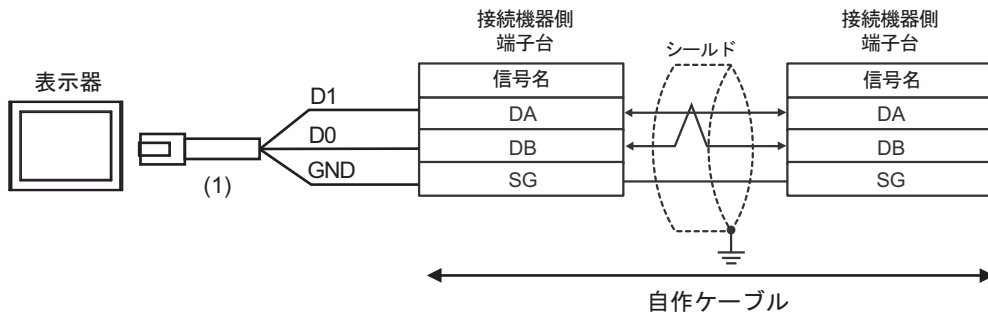 表示器
(1)
D1
D0
GND
接続機器側
端子台
信号名
DA
DB
SG
シールド
接続機器側
端子台
信号名
DA
DB
SG
自作ケーブル